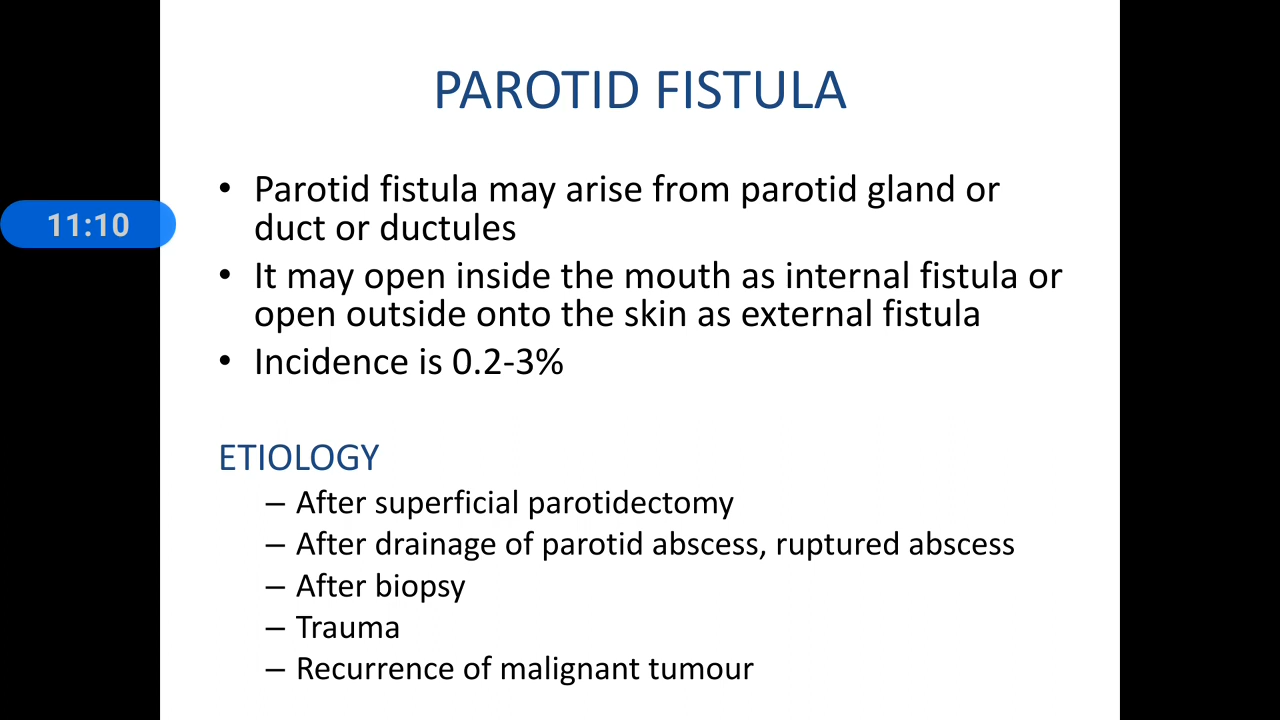 PAROTID FISTULA
• Parotid fistula may arise from parotid gland or
duct or ductules
11:10
• It may open inside the mouth as internal fistula or
open outside onto the skin as external fistula
• Incidence is 0.2-3%
ETIOLOGY
– After superficial parotidectomy
– After drainage of parotid abscess, ruptured abscess
– After biopsy
– Trauma
– Recurrence of malignant tumour